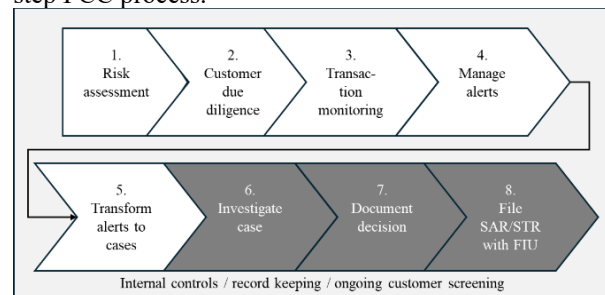 step FCC process.
1.
Risk
assessment
2.
Customer
due
diligence
3.
Transac-
tion
monitoring
4.
Manage
alerts
5.
Transform
alerts to
cases
6.
Investigate
case
7.
Document
decision
8.
File
SAR/STR
with FIU
Internal controls / record keeping / ongoing customer screening